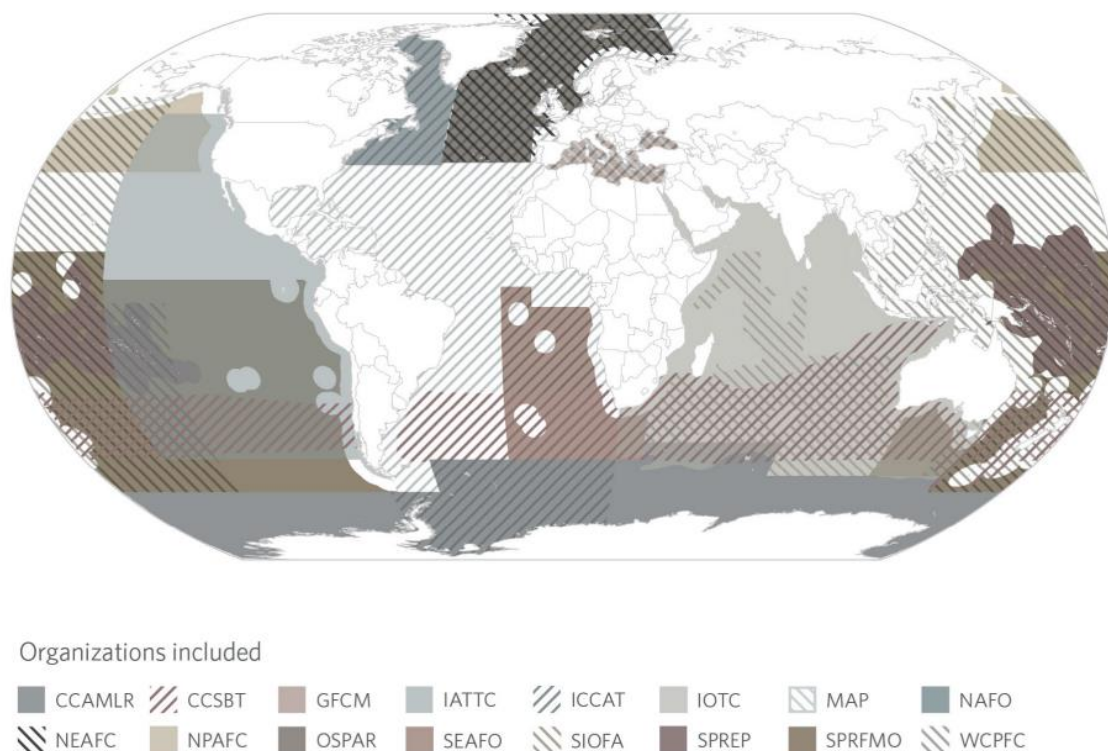 Organizations included
CCAMLR CCSBT GFCM IATTC ICCAT IOTC MAP NAFO
NEAFC NPAFC OSPAR SEAFO SIOFA SPREP SPRFMO WCPFC